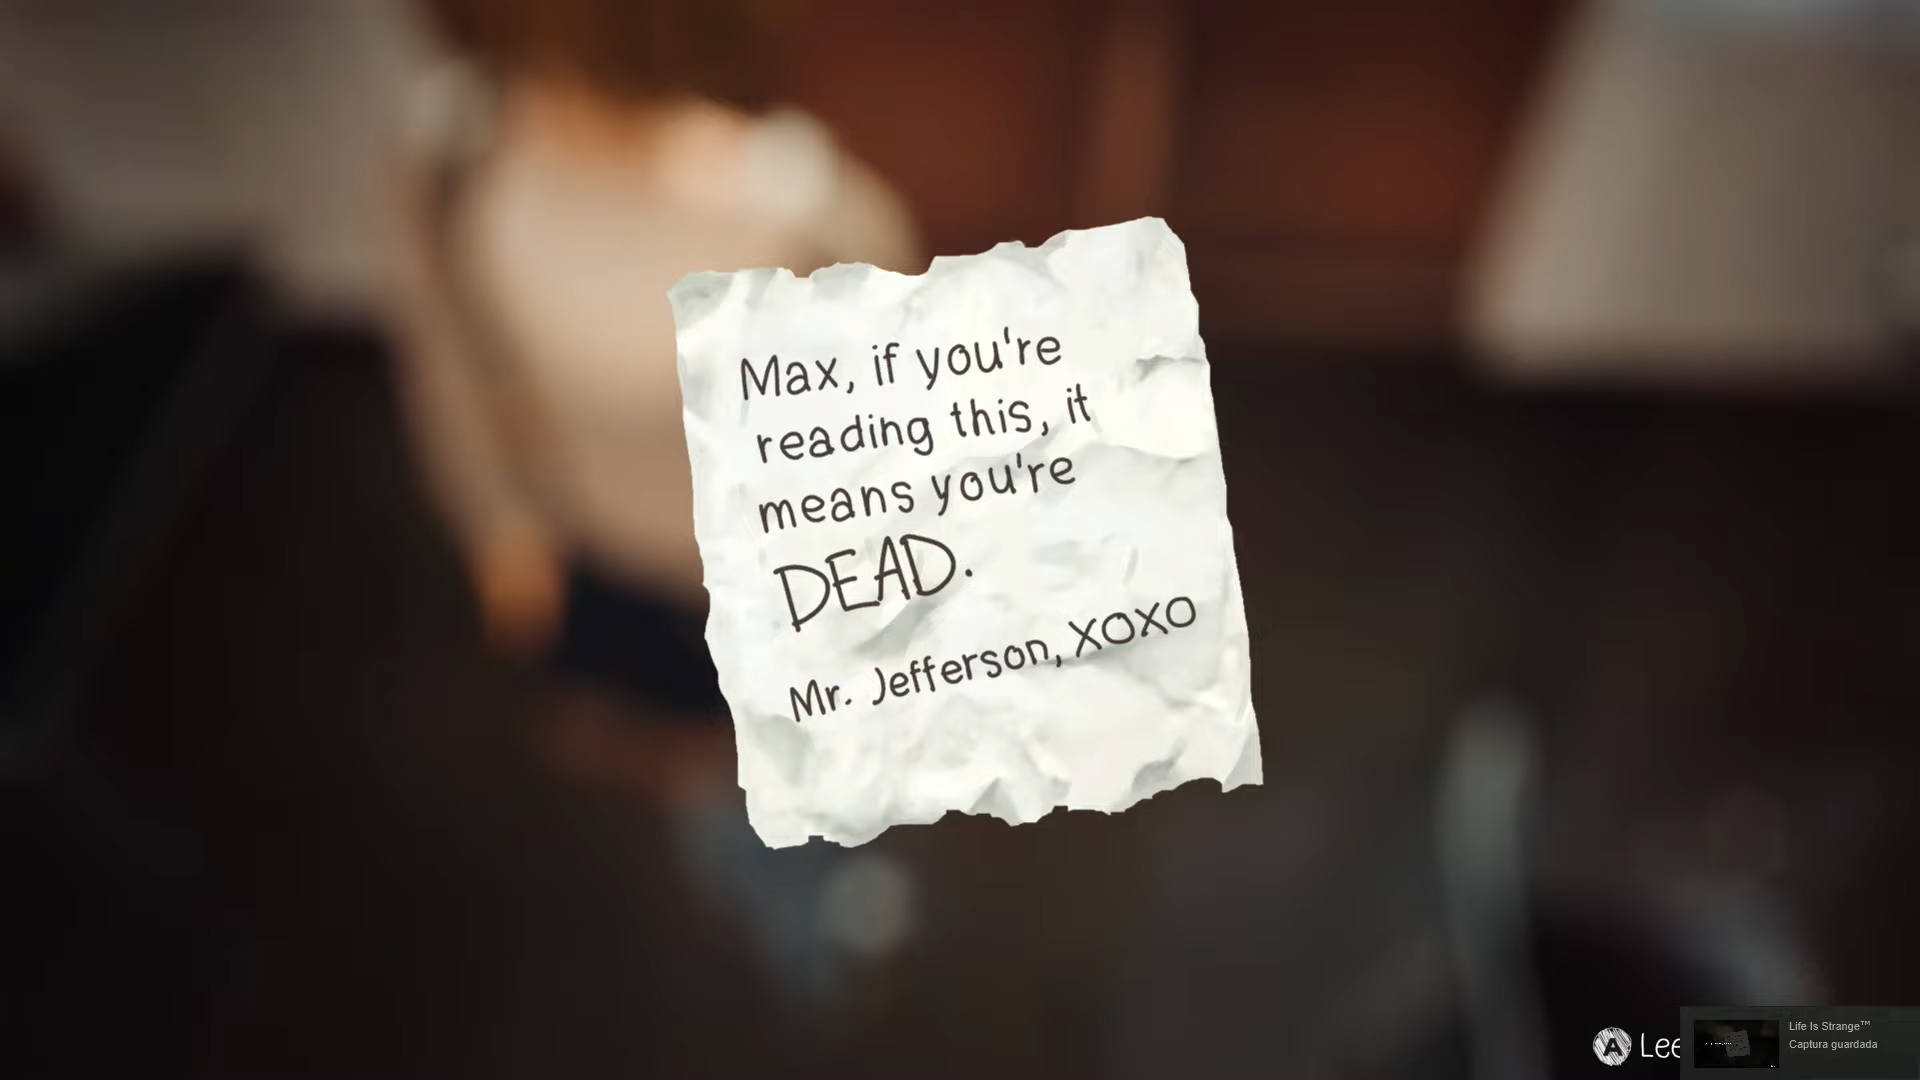 Max, if you're
reading this, it
means you're
DEAD.
Mr. Jefferson, XOXO
A Lee
Life Is Strange™
Captura guardada